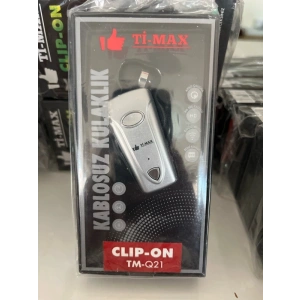 Tİ-MAX
KABLOSUZ KULAKLIK
Tİ-MAX
CLIP-ON
TM-Q21
CLIP-ON